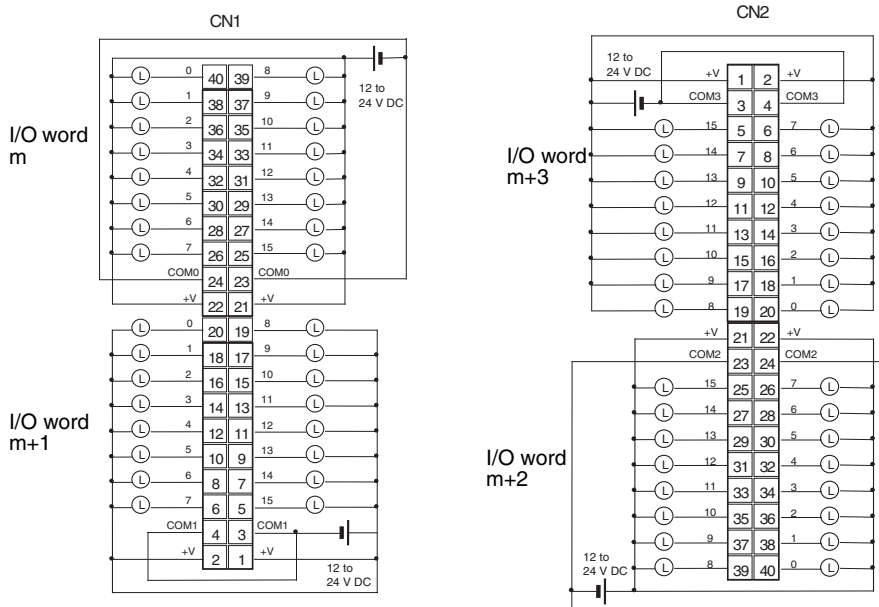 CN1
12 to
24 V DC
I/O word
m
0 40 39 8
L L
1 38 37 9
L L
2 36 35 10
L L
3 34 33 11
L L
4 32 31 12
L L
5 30 29 13
L L
6 28 27 14
L L
7 26 25 15
L L
COM0 24 23 COM0
+V 22 21 +V
I/O word
m+1
0 20 19 8
L L
1 18 17 9
L L
2 16 15 10
L L
3 14 13 11
L L
4 12 11 12
L L
5 10 9 13
L L
6 8 7 14
L L
7 6 5 15
L L
COM1 4 3 COM1
+V 2 1 +V
12 to
24 V DC
CN2
12 to
24 V DC
+V 1 2 +V
COM3 3 4 COM3
I/O word
m+3
L 15 5 6 7 L
L 14 7 8 6 L
L 13 9 10 5 L
L 12 11 12 4 L
L 11 13 14 3 L
L 10 15 16 2 L
L 9 17 18 1 L
L 8 19 20 0 L
+V 21 22 +V
COM2 23 24 COM2
I/O word
m+2
L 15 25 26 7 L
L 14 27 28 6 L
L 13 29 30 5 L
L 12 31 32 4 L
L 11 33 34 3 L
L 10 35 36 2 L
L 9 37 38 1 L
L 8 39 40 0 L
12 to
24 V DC